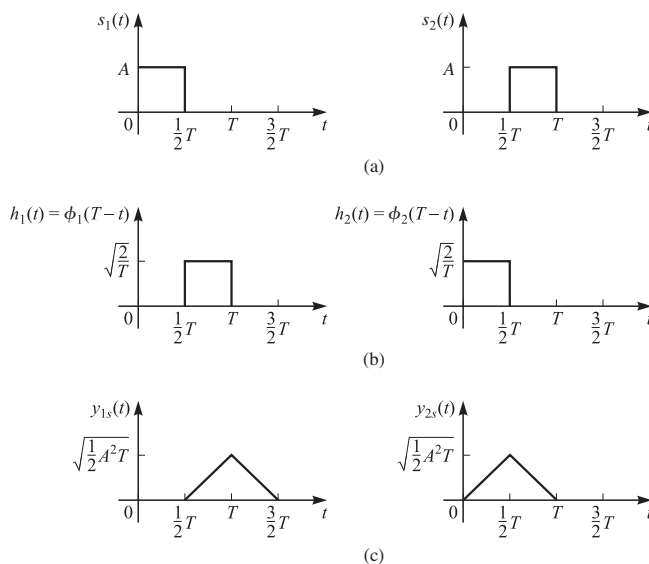 s₁(t) s₂(t)
A A
0 1/2 T T 3/2 T t 0 1/2 T T 3/2 T t
(a)
h₁(t) = ϕ₁(T – t) h₂(t) = ϕ₂(T – t)
√(2/T) √(2/T)
0 1/2 T T 3/2 T t 0 1/2 T T 3/2 T t
(b)
y₁ₛ(t) y₂ₛ(t)
√(1/2 A²T) √(1/2 A²T)
0 1/2 T T 3/2 T t 0 1/2 T T 3/2 T t
(c)